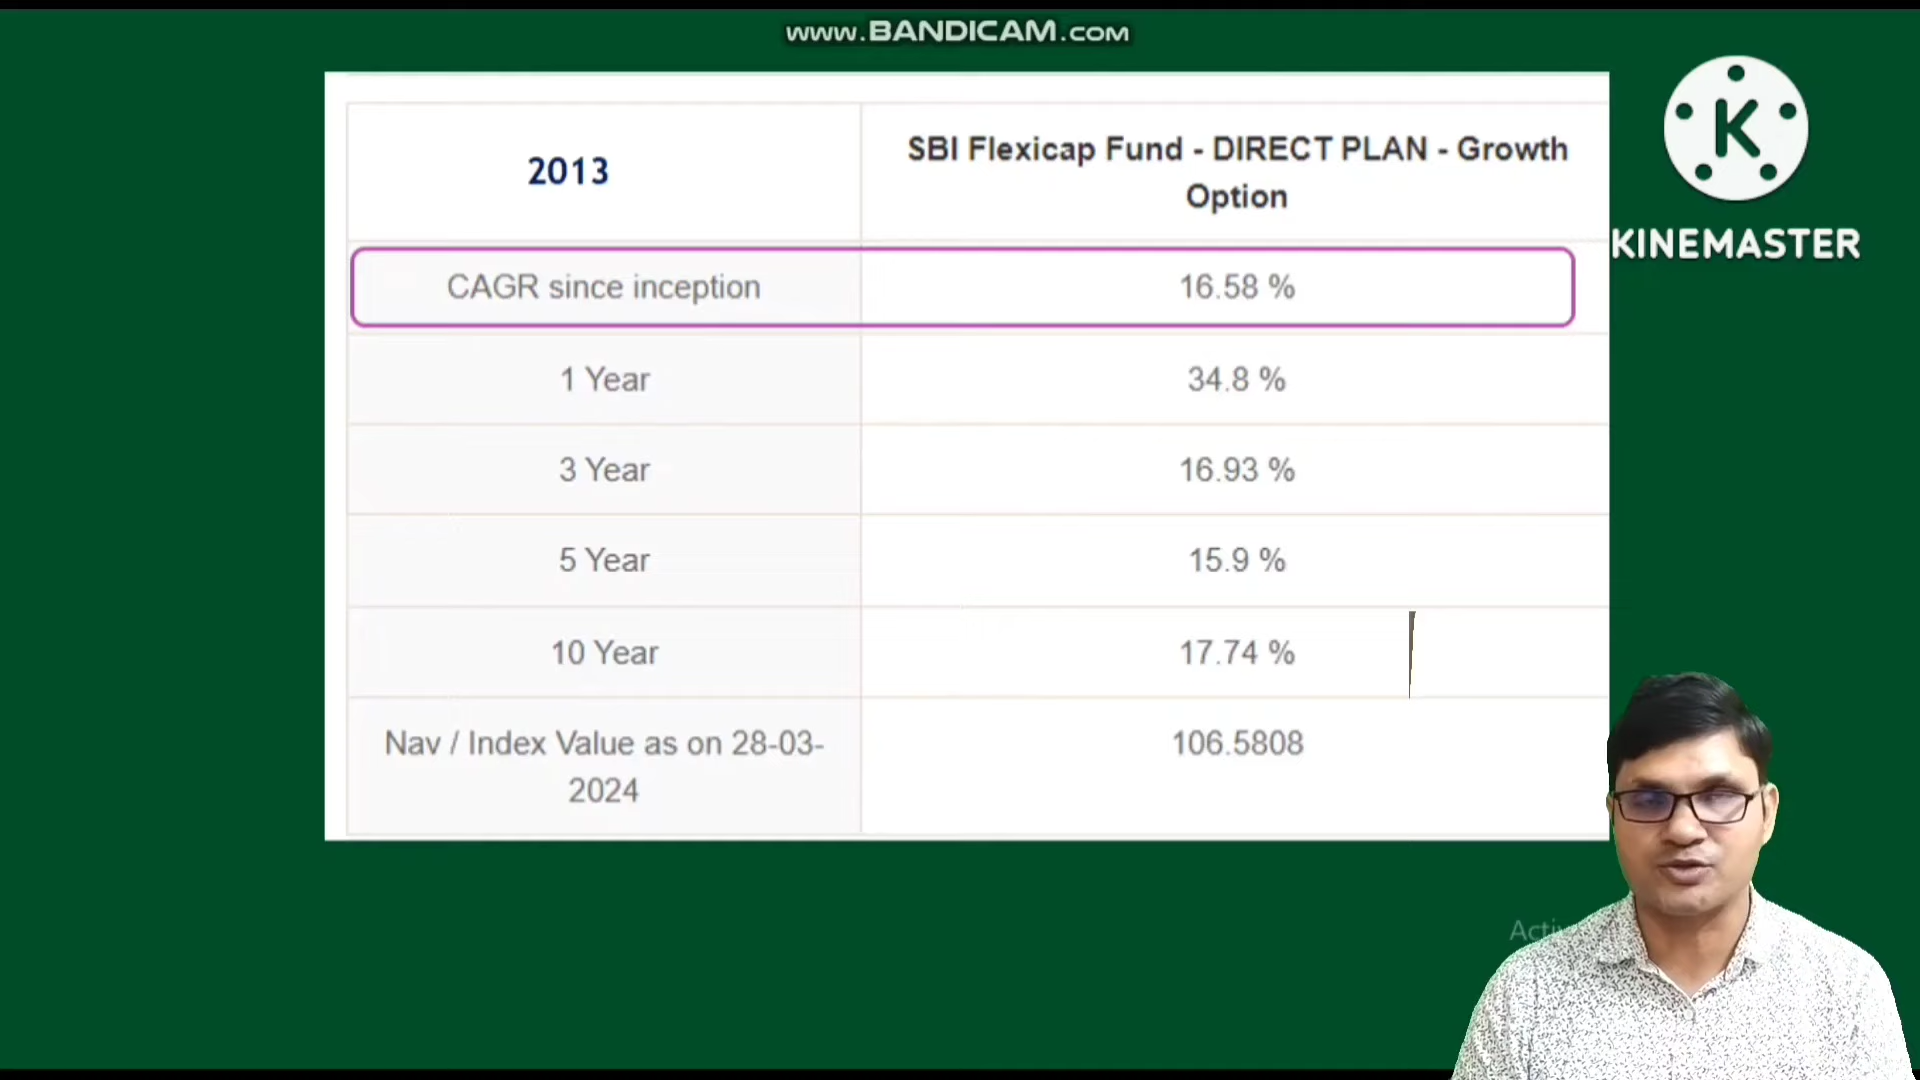 www.BANDICAM.com
K
KINEMASTER
2013
SBI Flexicap Fund - DIRECT PLAN - Growth
Option
CAGR since inception 16.58 %
1 Year 34.8 %
3 Year 16.93 %
5 Year 15.9 %
10 Year 17.74 %
Nav / Index Value as on 28-03- 106.5808
2024